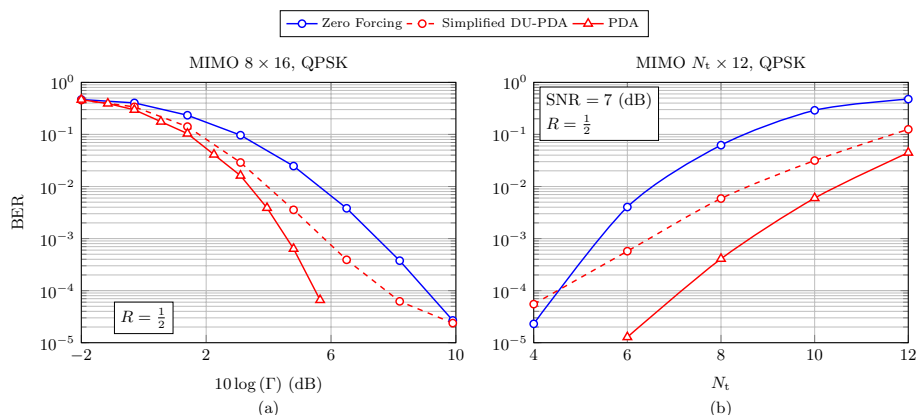 Zero Forcing Simplified DU-PDA PDA
MIMO 8 × 16, QPSK
10^0
10^-1
10^-2
10^-3
10^-4
10^-5
BER
R = 1/2
−2 2 6 10
10 log (Γ) (dB)
(a)
MIMO N_t × 12, QPSK
10^0
10^-1
10^-2
10^-3
10^-4
10^-5
SNR = 7 (dB)
R = 1/2
4 6 8 10 12
N_t
(b)